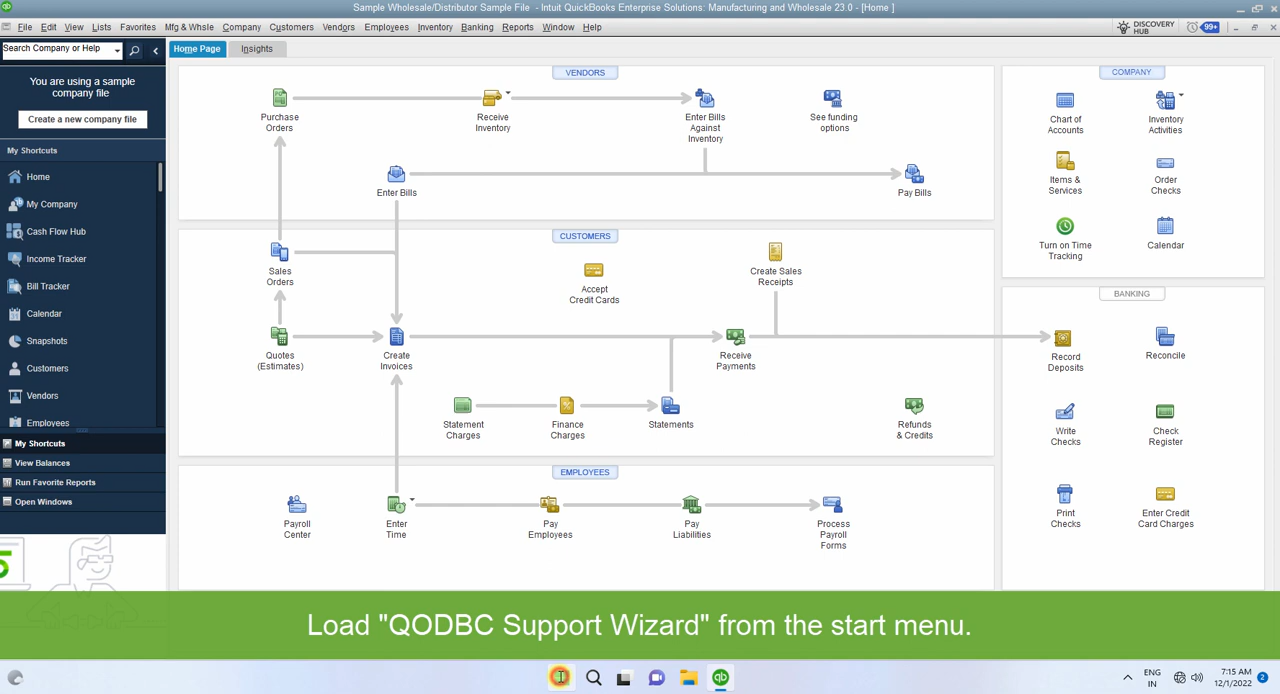 Sample Wholesale/Distributor Sample File - Intuit QuickBooks Enterprise Solutions: Manufacturing and Wholesale 23.0 - [Home ]
File Edit View Lists Favorites Mfg & Whsle Company Customers Vendors Employees Inventory Banking Reports Window Help
DISCOVERY
HUB
99+
Search Company or Help
Home Page Insights
You are using a sample
company file
Create a new company file
My Shortcuts
Home
My Company
Cash Flow Hub
Income Tracker
Bill Tracker
Calendar
Snapshots
Customers
Vendors
Employees
My Shortcuts
View Balances
Run Favorite Reports
Open Windows
VENDORS
Purchase
Orders
Receive
Inventory
Enter Bills
Against
Inventory
See funding
options
Enter Bills
Pay Bills
CUSTOMERS
Sales
Orders
Accept
Credit Cards
Create Sales
Receipts
Quotes
(Estimates)
Create
Invoices
Receive
Payments
Statement
Charges
Finance
Charges
Statements
Refunds
& Credits
EMPLOYEES
Payroll
Center
Enter
Time
Pay
Employees
Pay
Liabilities
Process
Payroll
Forms
COMPANY
Chart of
Accounts
Inventory
Activities
Items &
Services
Order
Checks
Turn on Time
Tracking
Calendar
BANKING
Record
Deposits
Reconcile
Write
Checks
Check
Register
Print
Checks
Enter Credit
Card Charges
5
Load "QODBC Support Wizard" from the start menu.
qb
ENG
IN
7:15 AM
12/1/2022
2